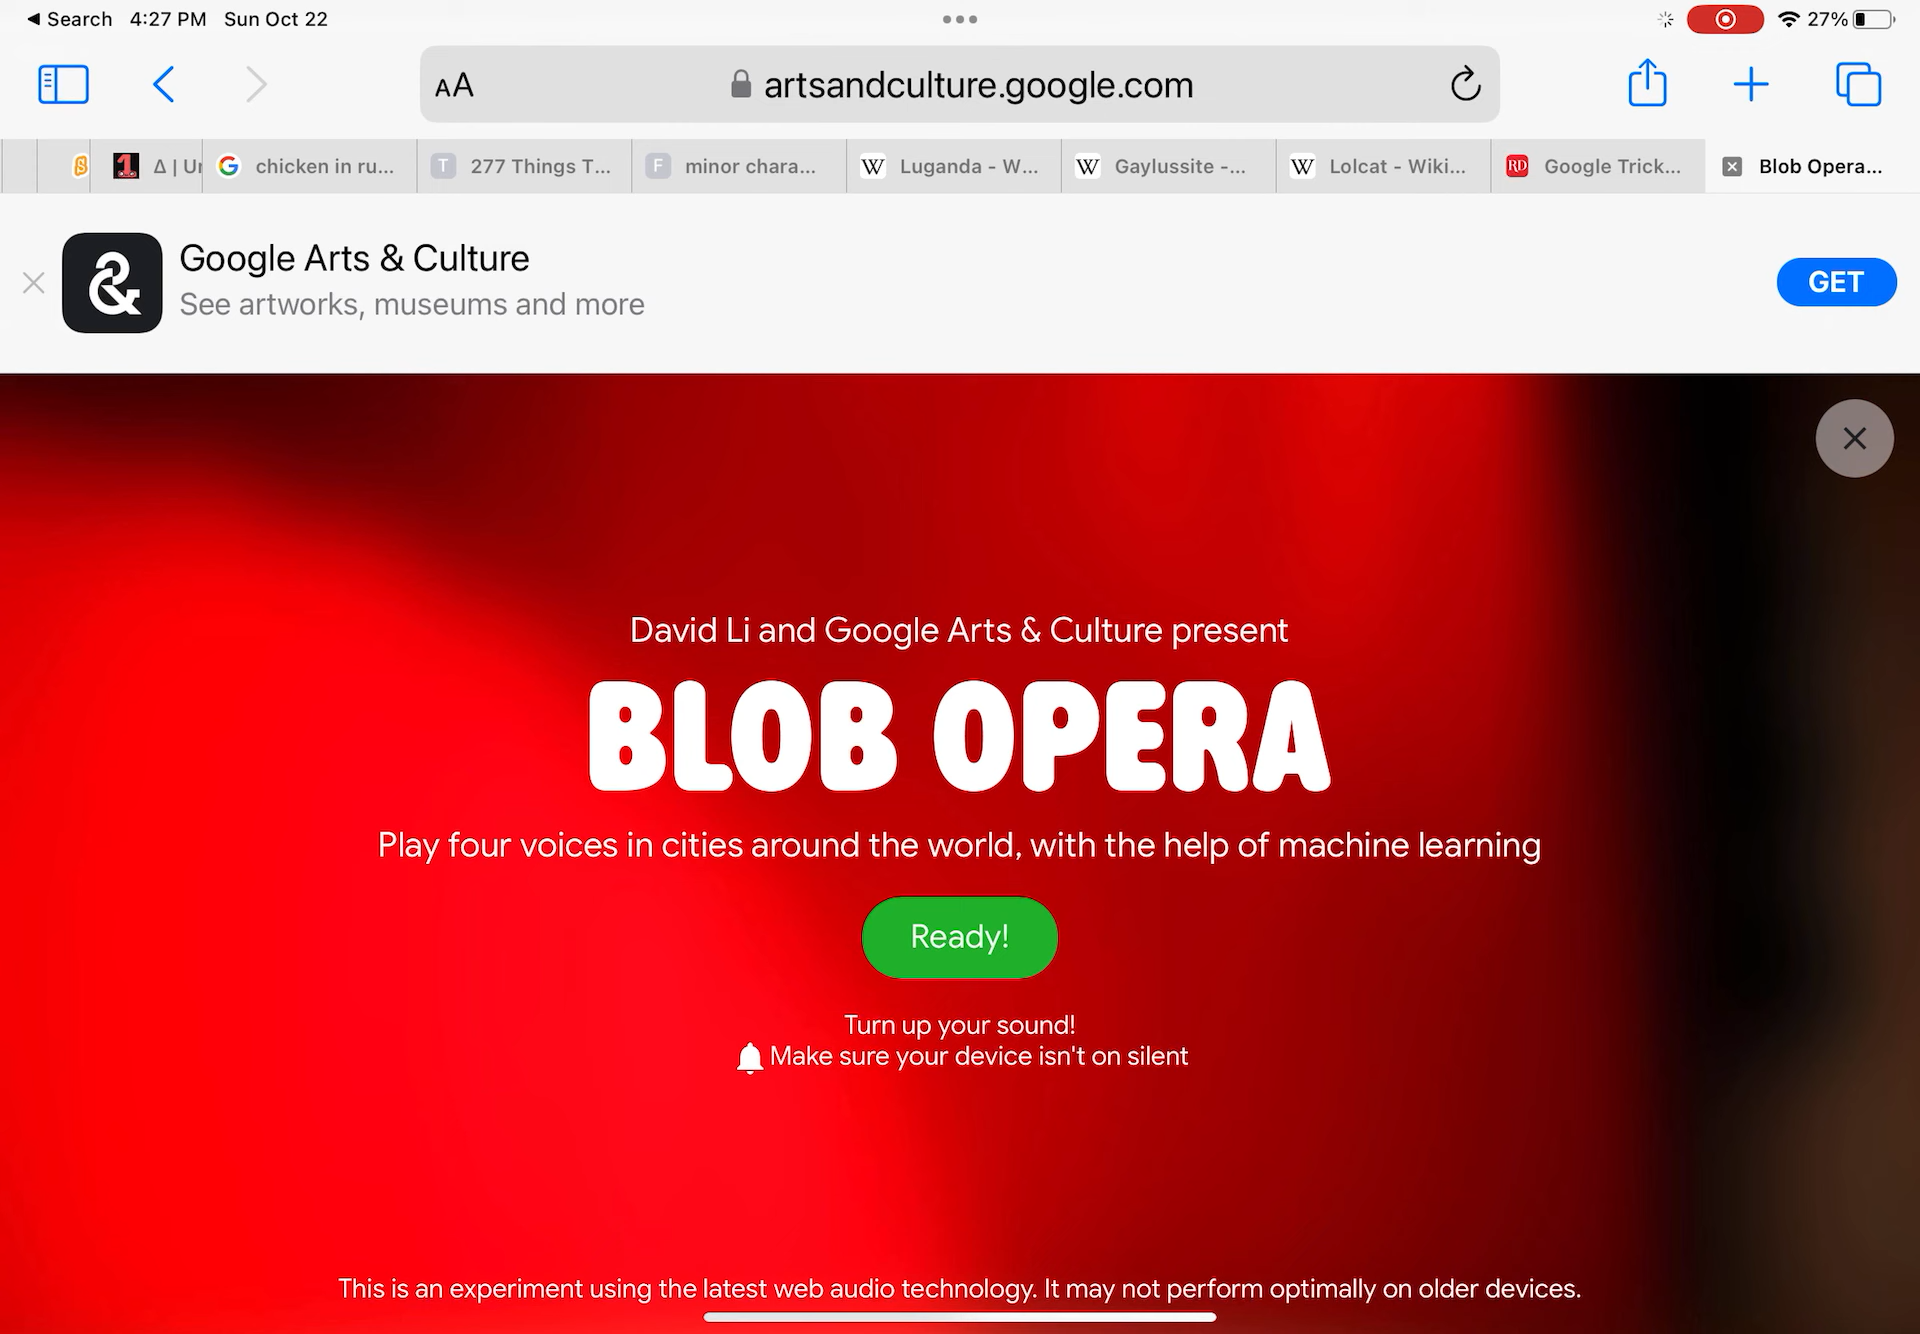 Search 4:27 PM Sun Oct 22
27%
AA artsandculture.google.com
Δ | Ur
chicken in ru...
T 277 Things T...
F minor chara...
W Luganda - W...
W Gaylussite -...
W Lolcat - Wiki...
RD Google Trick...
Blob Opera...
Google Arts & Culture
See artworks, museums and more
GET
David Li and Google Arts & Culture present
BLOB OPERA
Play four voices in cities around the world, with the help of machine learning
Ready!
Turn up your sound!
Make sure your device isn't on silent
This is an experiment using the latest web audio technology. It may not perform optimally on older devices.